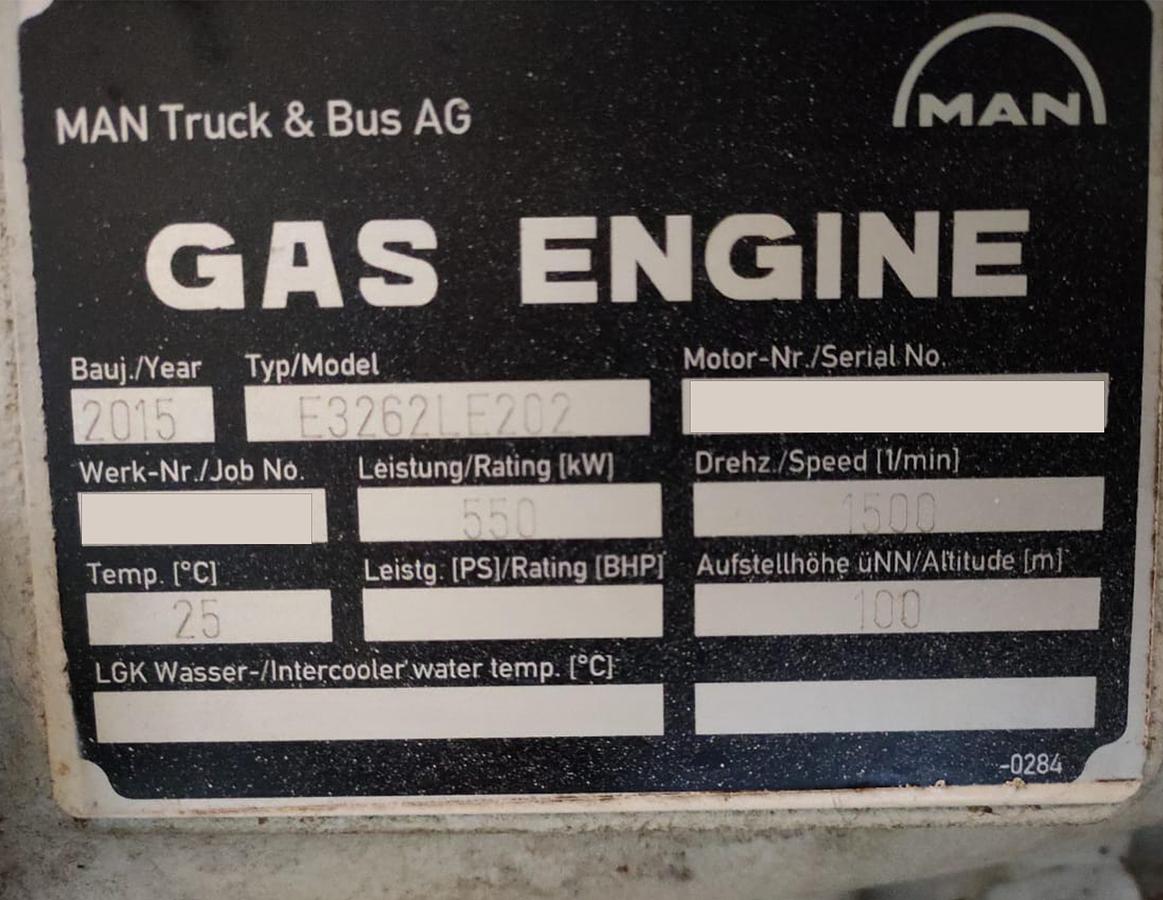 MAN
MAN Truck & Bus AG
GAS ENGINE
Bauj./Year Typ/Model Motor-Nr./Serial No.
2015 E3262LE202
Werk-Nr./Job No. Leistung/Rating [kW] Drehz./Speed [1/min]
550 1500
Temp. [°C] Leistg. [PS]/Rating [BHP] Aufstellhöhe üNN/Altitude [m]
25 100
LGK Wasser-/Intercooler water temp. [°C]
-0284